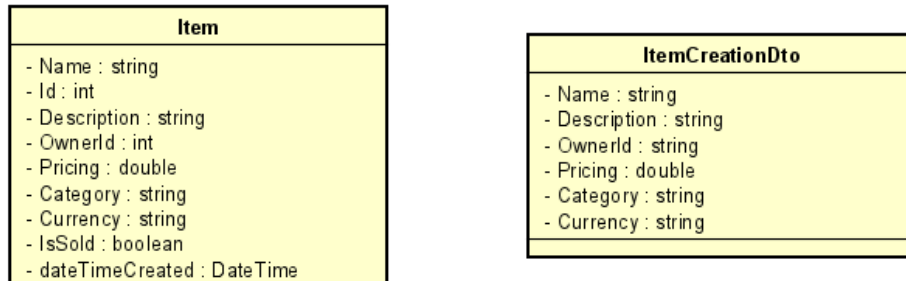 Item
- Name : string
- Id : int
- Description : string
- OwnerId : int
- Pricing : double
- Category : string
- Currency : string
- IsSold : boolean
- dateTimeCreated : DateTime
ItemCreationDto
- Name : string
- Description : string
- OwnerId : string
- Pricing : double
- Category : string
- Currency : string